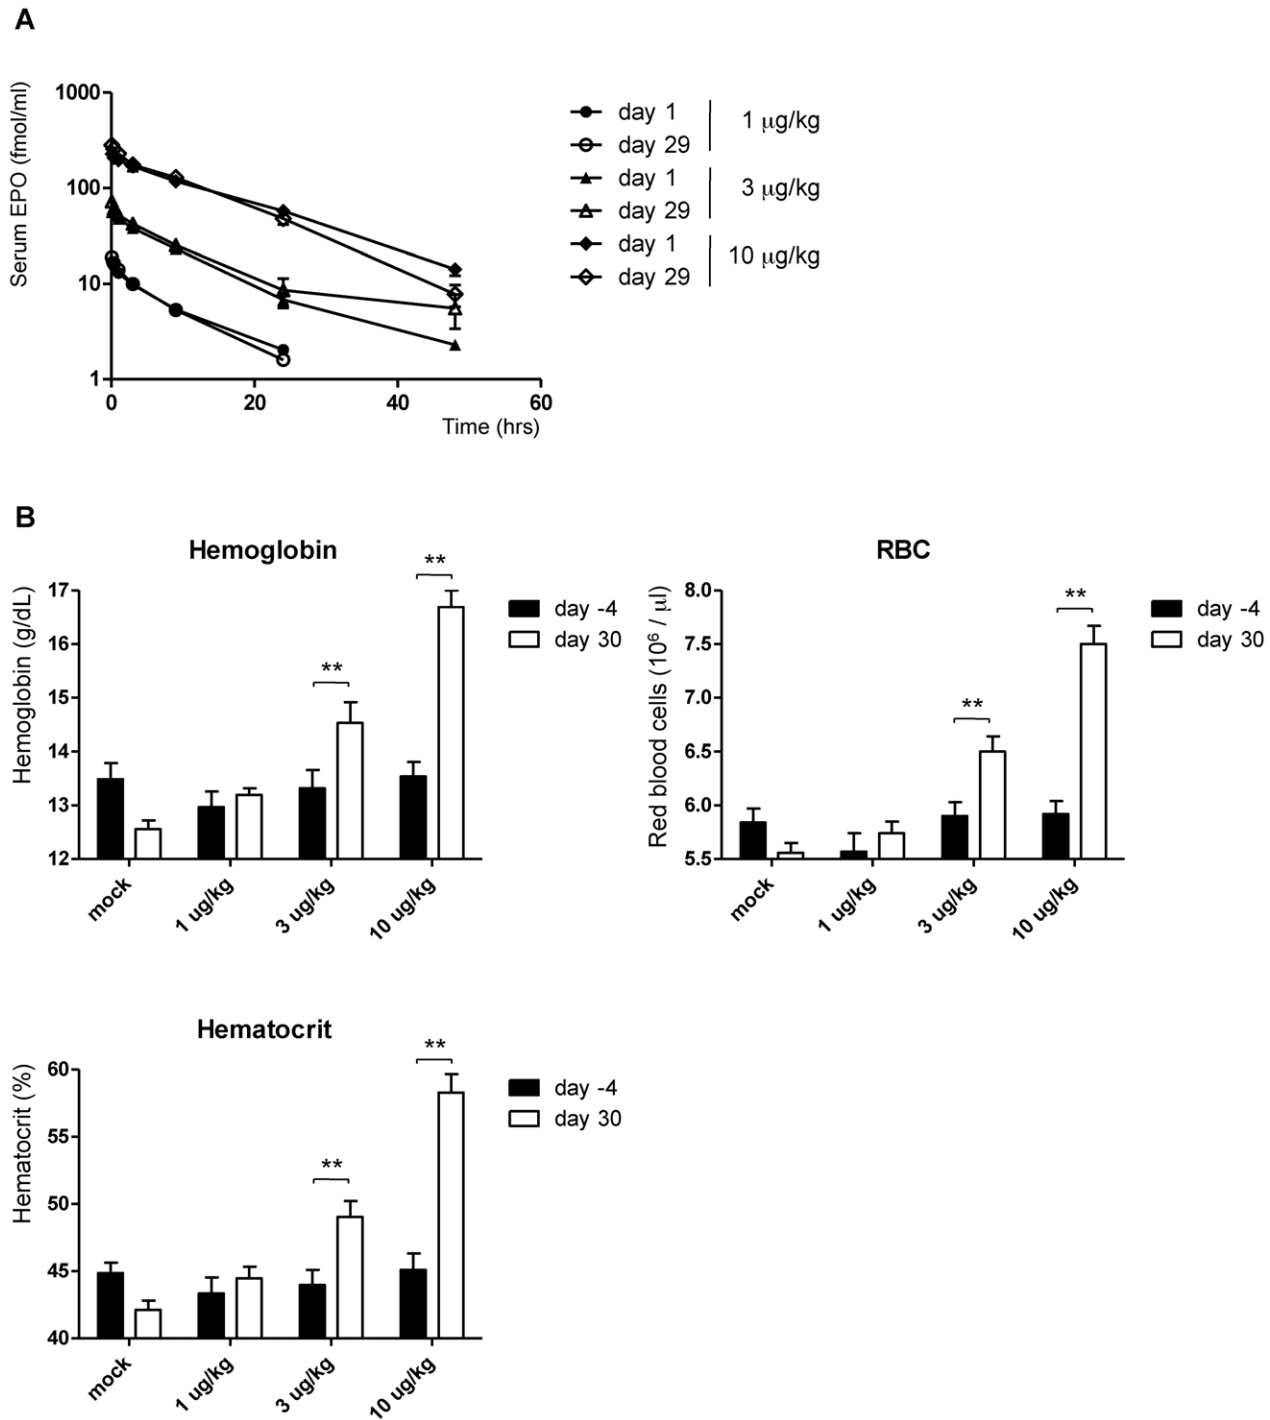 A
Serum EPO (fmol/ml)
1000
100
10
1
0 20 40 60
Time (hrs)
day 1
day 29
1 μg/kg
day 1
day 29
3 μg/kg
day 1
day 29
10 μg/kg
B
Hemoglobin
Hemoglobin (g/dL)
17
16
15
14
13
12
**
**
mock
1 ug/kg
3 ug/kg
10 ug/kg
day -4
day 30
RBC
Red blood cells (10⁶ / μl)
8.0
7.5
7.0
6.5
6.0
5.5
**
**
mock
1 ug/kg
3 ug/kg
10 ug/kg
day -4
day 30
Hematocrit
Hematocrit (%)
60
55
50
45
40
**
**
mock
1 ug/kg
3 ug/kg
10 ug/kg
day -4
day 30